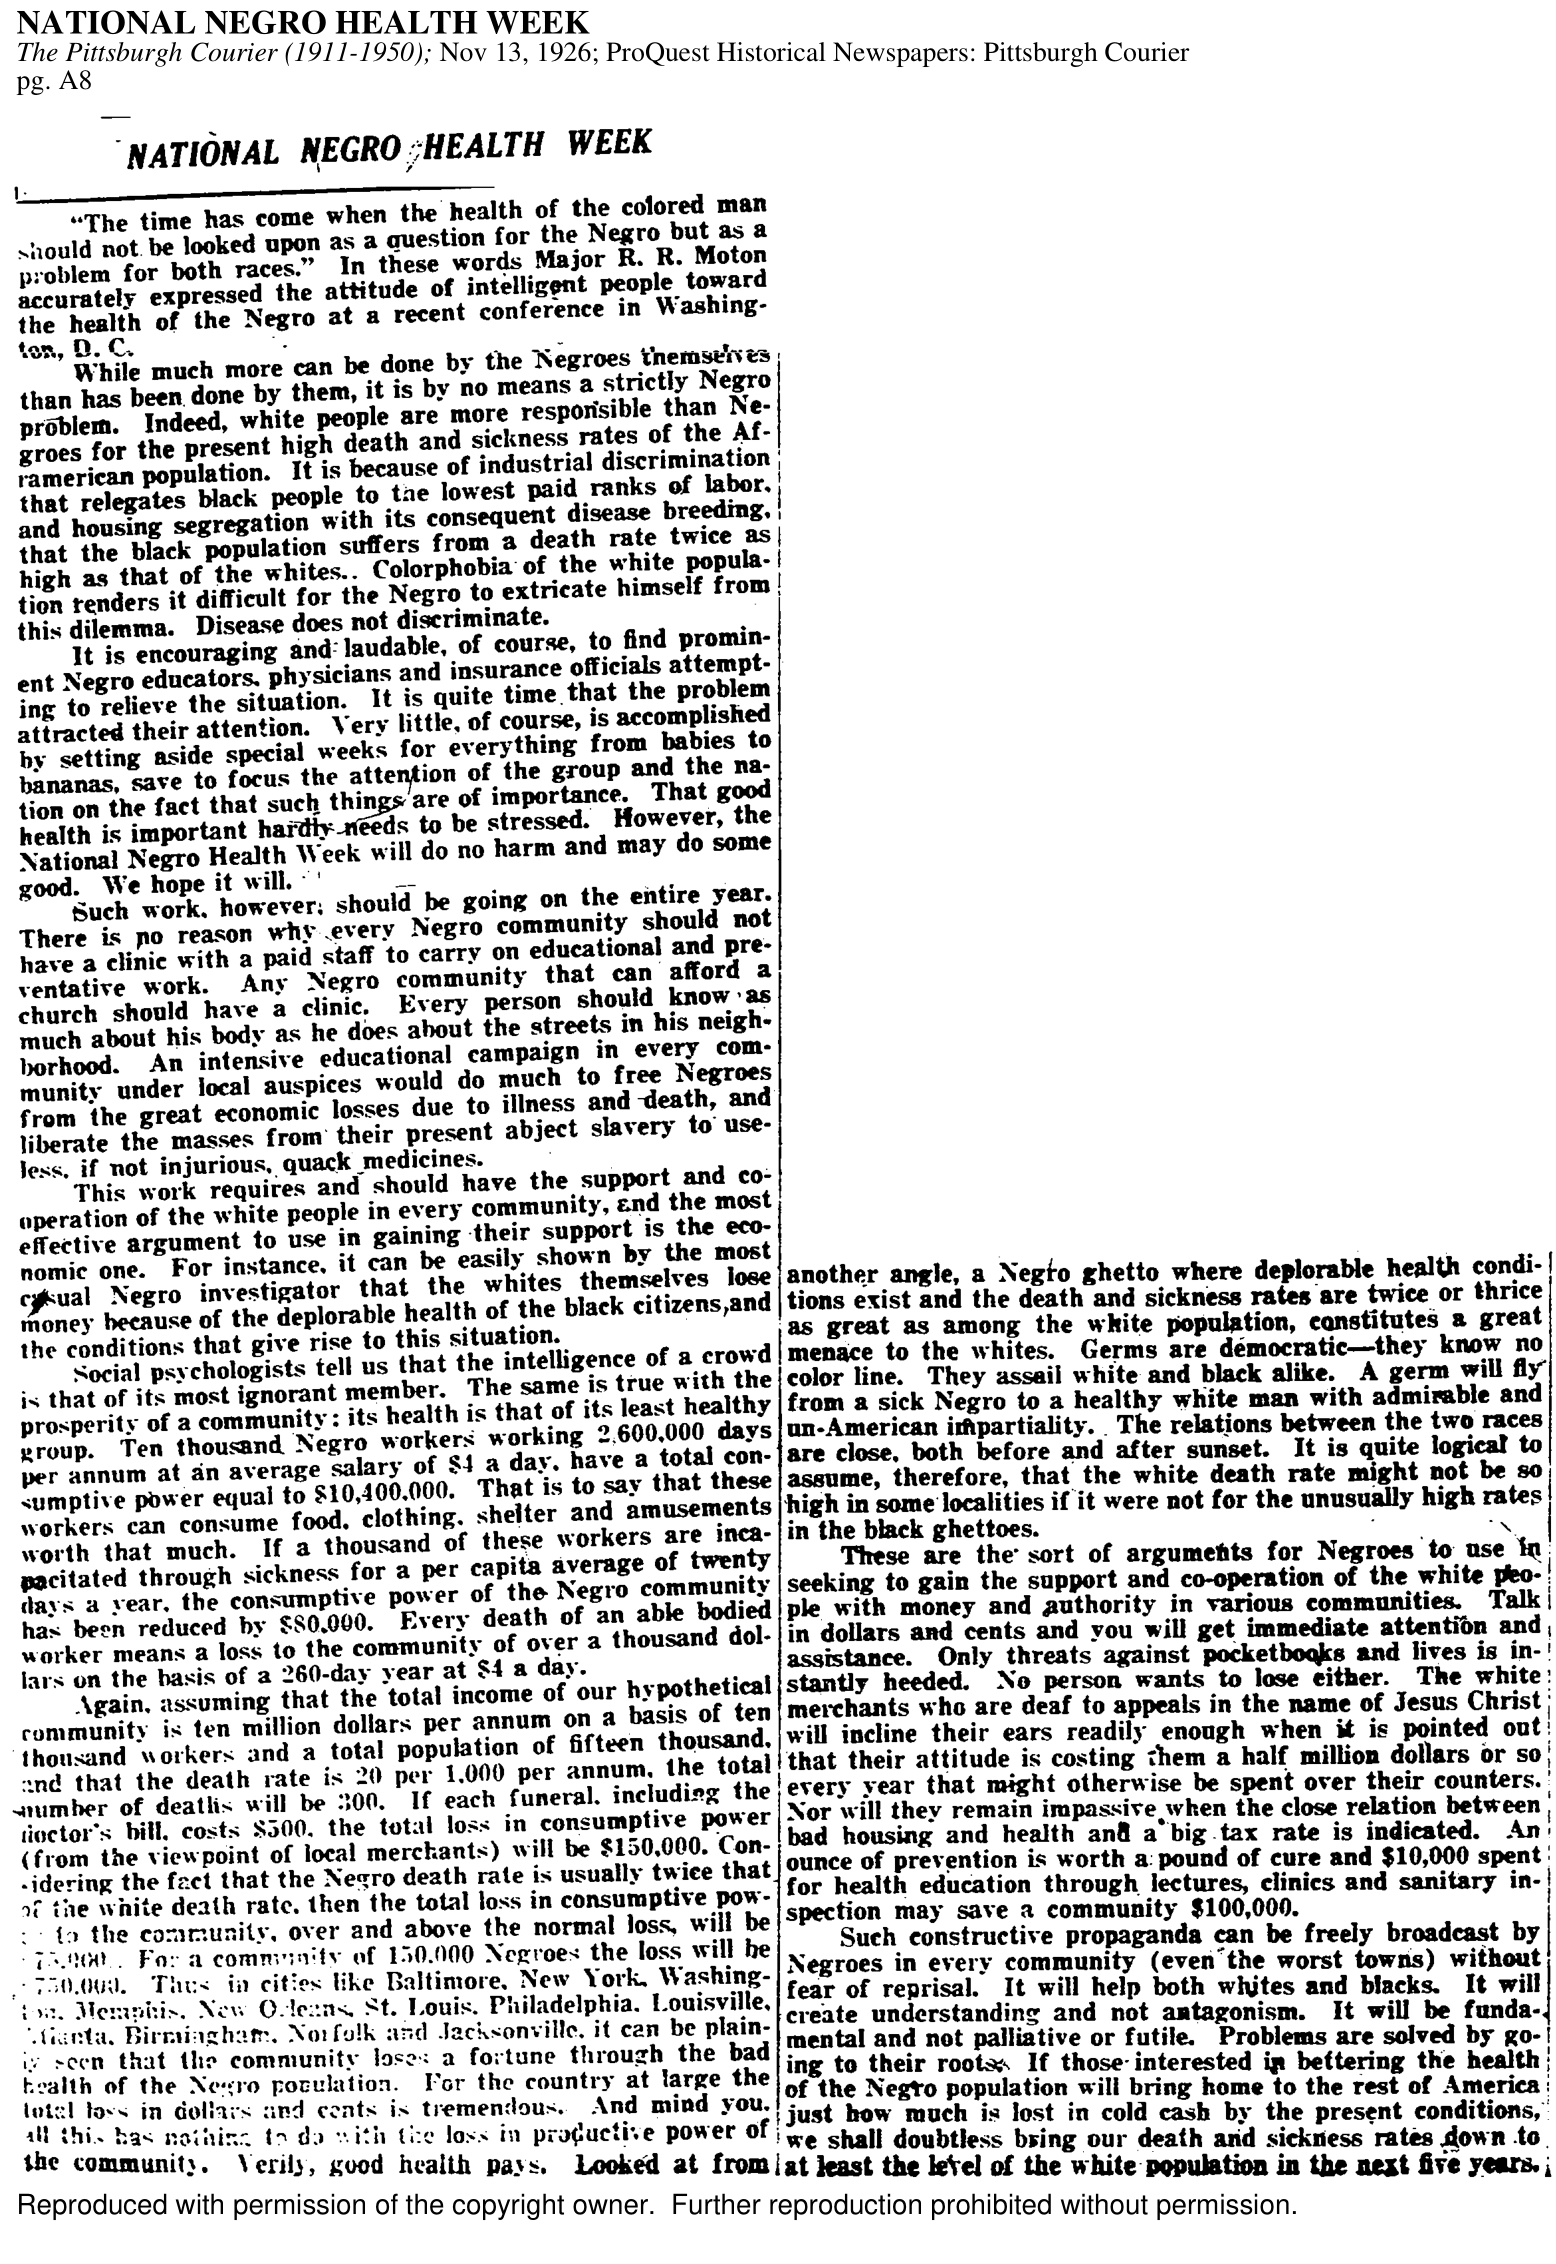 NATIONAL NEGRO HEALTH WEEK
The Pittsburgh Courier (1911-1950); Nov 13, 1926; ProQuest Historical Newspapers: Pittsburgh Courier
pg. A8
NATIONAL NEGRO HEALTH WEEK
"The time has come when the health of the colored man
should not be looked upon as a question for the Negro but as a
problem for both races." In these words Major R. R. Moton
accurately expressed the attitude of intelligent people toward
the health of the Negro at a recent conference in Washing-
ton, D. C.
While much more can be done by the Negroes themselves
than has been done by them, it is by no means a strictly Negro
problem. Indeed, white people are more responsible than Ne-
groes for the present high death and sickness rates of the Af-
ramerican population. It is because of industrial discrimination
that relegates black people to the lowest paid ranks of labor,
and housing segregation with its consequent disease breeding,
that the black population suffers from a death rate twice as
high as that of the whites.. Colorphobia of the white popula-
tion renders it difficult for the Negro to extricate himself from
this dilemma. Disease does not discriminate.
It is encouraging and laudable, of course, to find promin-
ent Negro educators, physicians and insurance officials attempt-
ing to relieve the situation. It is quite time that the problem
attracted their attention. Very little, of course, is accomplished
by setting aside special weeks for everything from babies to
bananas, save to focus the attention of the group and the na-
tion on the fact that such things are of importance. That good
health is important hardly needs to be stressed. However, the
National Negro Health Week will do no harm and may do some
good. We hope it will.
Such work, however, should be going on the entire year.
There is no reason why every Negro community should not
have a clinic with a paid staff to carry on educational and pre-
ventative work. Any Negro community that can afford a
church should have a clinic. Every person should know as
much about his body as he does about the streets in his neigh-
borhood. An intensive educational campaign in every com-
munity under local auspices would do much to free Negroes
from the great economic losses due to illness and death, and
liberate the masses from their present abject slavery to use-
less, if not injurious, quack medicines.
This work requires and should have the support and co-
operation of the white people in every community, and the most
effective argument to use in gaining their support is the eco-
nomic one. For instance, it can be easily shown by the most
casual Negro investigator that the whites themselves lose
money because of the deplorable health of the black citizens, and
the conditions that give rise to this situation.
Social psychologists tell us that the intelligence of a crowd
is that of its most ignorant member. The same is true with the
prosperity of a community: its health is that of its least healthy
group. Ten thousand Negro workers working 2,600,000 days
per annum at an average salary of $4 a day, have a total con-
sumptive power equal to $10,400,000. That is to say that these
workers can consume food, clothing, shelter and amusements
worth that much. If a thousand of these workers are inca-
pacitated through sickness for a per capita average of twenty
days a year, the consumptive power of the Negro community
has been reduced by $80,000. Every death of an able bodied
worker means a loss to the community of over a thousand dol-
lars on the basis of a 260-day year at $4 a day.
Again, assuming that the total income of our hypothetical
community is ten million dollars per annum on a basis of ten
thousand workers and a total population of fifteen thousand,
and that the death rate is 20 per 1,000 per annum, the total
number of deaths will be 300. If each funeral, including the
doctor's bill, costs $500, the total loss in consumptive power
(from the viewpoint of local merchants) will be $150,000. Con-
sidering the fact that the Negro death rate is usually twice that
of the white death rate, then the total loss in consumptive pow-
to the community, over and above the normal loss, will be
75,000. For a community of 150,000 Negroes the loss will be
750,000. Thus in cities like Baltimore, New York, Washing-
ton, Memphis, New Orleans, St. Louis, Philadelphia, Louisville,
Atlanta, Birmingham, Norfolk and Jacksonville, it can be plain-
ly seen that the community loses a fortune through the bad
health of the Negro population. For the country at large the
total loss in dollars and cents is tremendous. And mind you,
all this has nothing to do with the loss in productive power of
the community. Verily, good health pays. Looked at from
another angle, a Negro ghetto where deplorable health condi-
tions exist and the death and sickness rates are twice or thrice
as great as among the white population, constitutes a great
menace to the whites. Germs are democratic—they know no
color line. They assail white and black alike. A germ will fly
from a sick Negro to a healthy white man with admirable and
un-American impartiality. The relations between the two races
are close, both before and after sunset. It is quite logical to
assume, therefore, that the white death rate might not be so
high in some localities if it were not for the unusually high rates
in the black ghettoes.
These are the sort of arguments for Negroes to use in
seeking to gain the support and co-operation of the white peo-
ple with money and authority in various communities. Talk
in dollars and cents and you will get immediate attention and
assistance. Only threats against pocketbooks and lives is in-
stantly heeded. No person wants to lose either. The white
merchants who are deaf to appeals in the name of Jesus Christ
will incline their ears readily enough when it is pointed out
that their attitude is costing them a half million dollars or so
every year that might otherwise be spent over their counters.
Nor will they remain impassive when the close relation between
bad housing and health and a big tax rate is indicated. An
ounce of prevention is worth a pound of cure and $10,000 spent
for health education through lectures, clinics and sanitary in-
spection may save a community $100,000.
Such constructive propaganda can be freely broadcast by
Negroes in every community (even the worst towns) without
fear of reprisal. It will help both whites and blacks. It will
create understanding and not antagonism. It will be funda-
mental and not palliative or futile. Problems are solved by go-
ing to their roots. If those interested in bettering the health
of the Negro population will bring home to the rest of America
just how much is lost in cold cash by the present conditions,
we shall doubtless bring our death and sickness rates down to
at least the level of the white population in the next five years.
Reproduced with permission of the copyright owner. Further reproduction prohibited without permission.